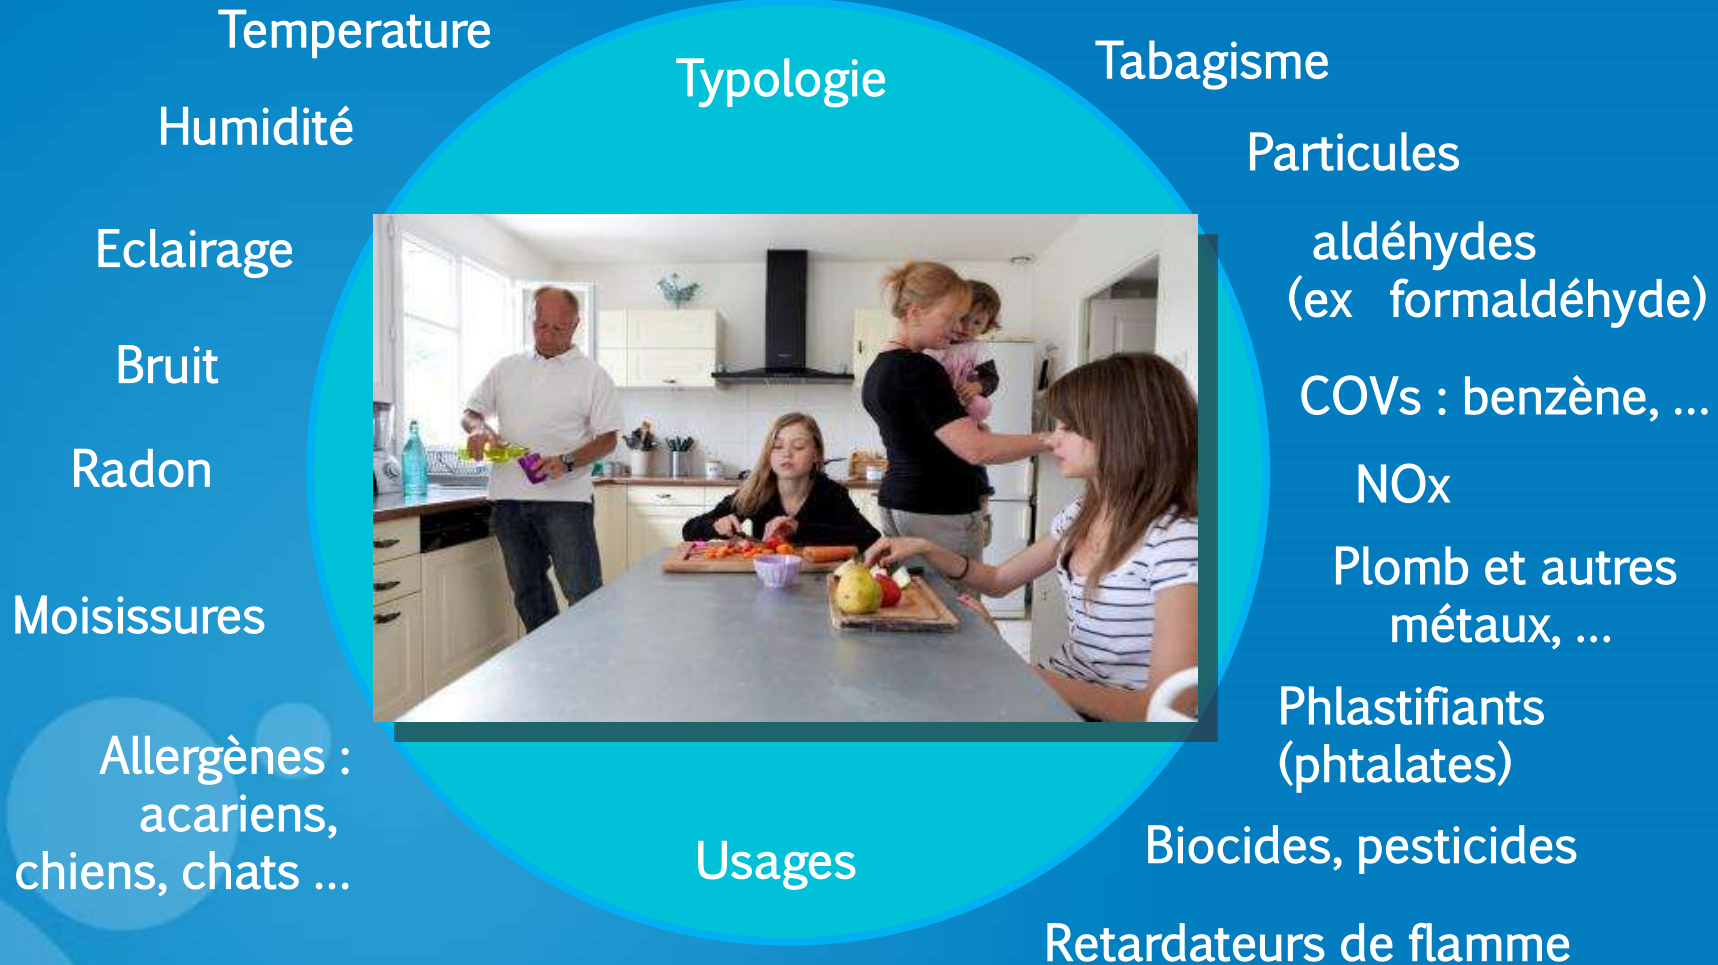 Temperature
Humidité
Eclairage
Bruit
Radon
Moisissures
Allergènes :
acariens,
chiens, chats ...
Typologie
Usages
Tabagisme
Particules
aldéhydes
(ex formaldéhyde)
COVs : benzène, ...
NOx
Plomb et autres
métaux, ...
Phlastifiants
(phtalates)
Biocides, pesticides
Retardateurs de flamme